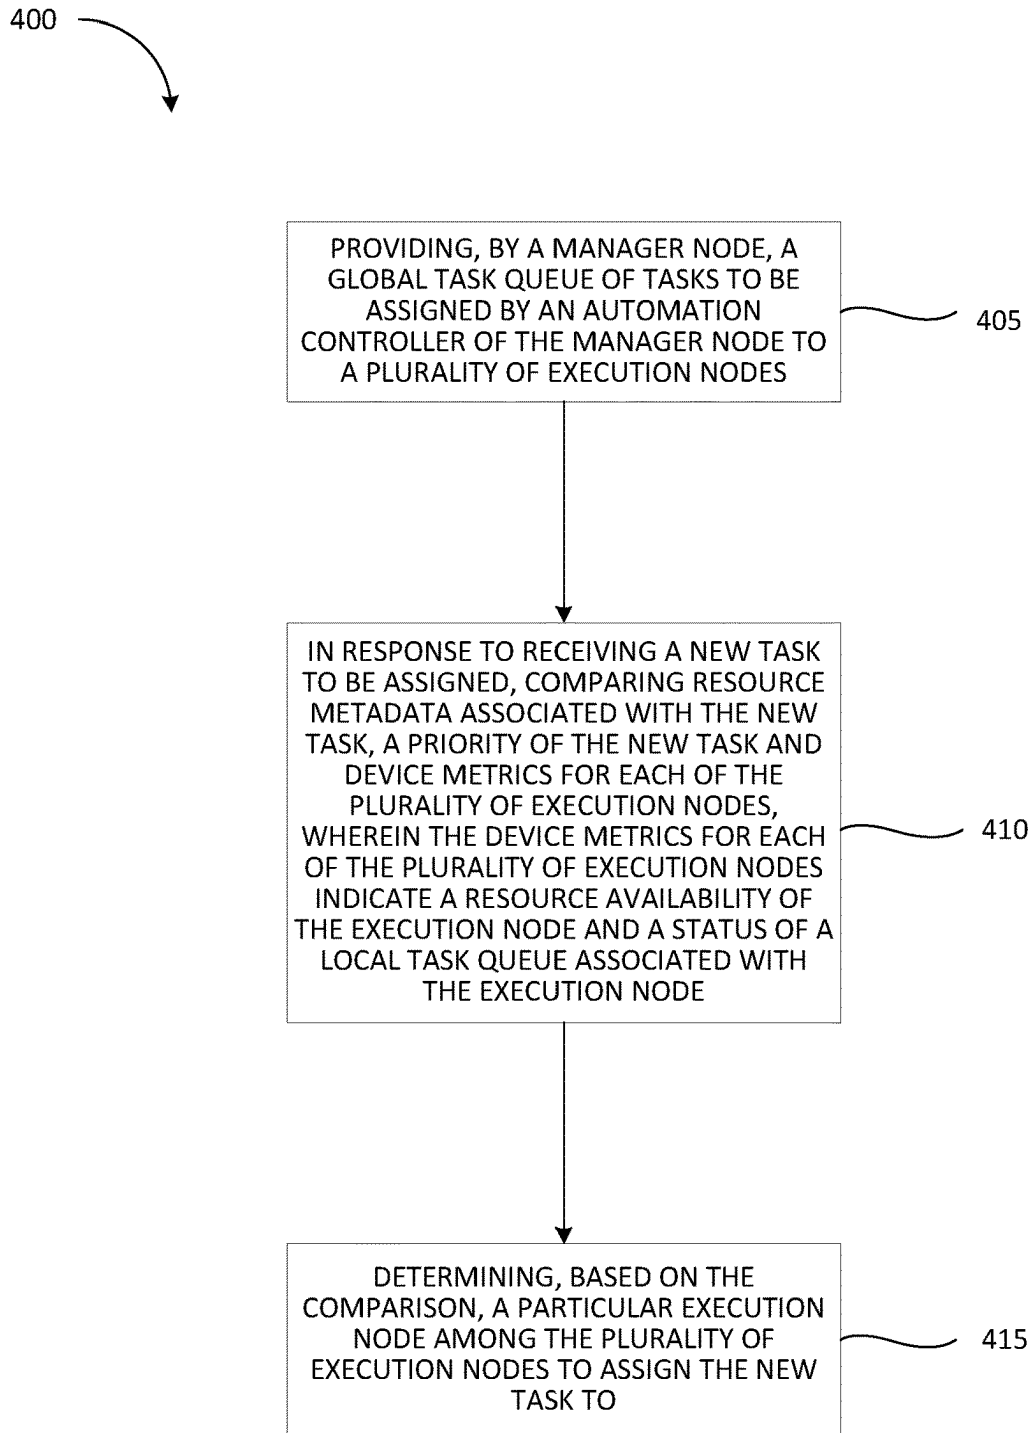 400
PROVIDING, BY A MANAGER NODE, A
GLOBAL TASK QUEUE OF TASKS TO BE
ASSIGNED BY AN AUTOMATION
CONTROLLER OF THE MANAGER NODE TO
A PLURALITY OF EXECUTION NODES
405
IN RESPONSE TO RECEIVING A NEW TASK
TO BE ASSIGNED, COMPARING RESOURCE
METADATA ASSOCIATED WITH THE NEW
TASK, A PRIORITY OF THE NEW TASK AND
DEVICE METRICS FOR EACH OF THE
PLURALITY OF EXECUTION NODES,
WHEREIN THE DEVICE METRICS FOR EACH
OF THE PLURALITY OF EXECUTION NODES
INDICATE A RESOURCE AVAILABILITY OF
THE EXECUTION NODE AND A STATUS OF A
LOCAL TASK QUEUE ASSOCIATED WITH
THE EXECUTION NODE
410
DETERMINING, BASED ON THE
COMPARISON, A PARTICULAR EXECUTION
NODE AMONG THE PLURALITY OF
EXECUTION NODES TO ASSIGN THE NEW
TASK TO
415